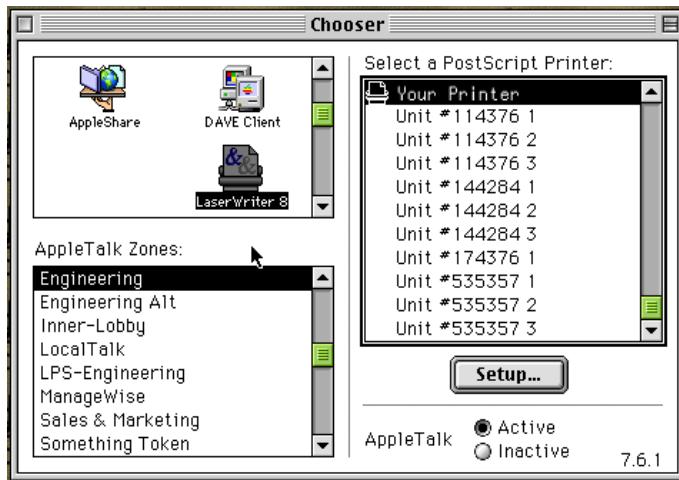 Chooser
AppleShare
DAVE Client
LaserWriter 8
AppleTalk Zones:
Engineering
Engineering Alt
Inner-Lobby
LocalTalk
LPS-Engineering
ManageWise
Sales & Marketing
Something Token
Select a PostScript Printer:
Your Printer
Unit #114376 1
Unit #114376 2
Unit #114376 3
Unit #144284 1
Unit #144284 2
Unit #144284 3
Unit #174376 1
Unit #535357 1
Unit #535357 2
Unit #535357 3
Setup...
AppleTalk
Active
Inactive
7.6.1